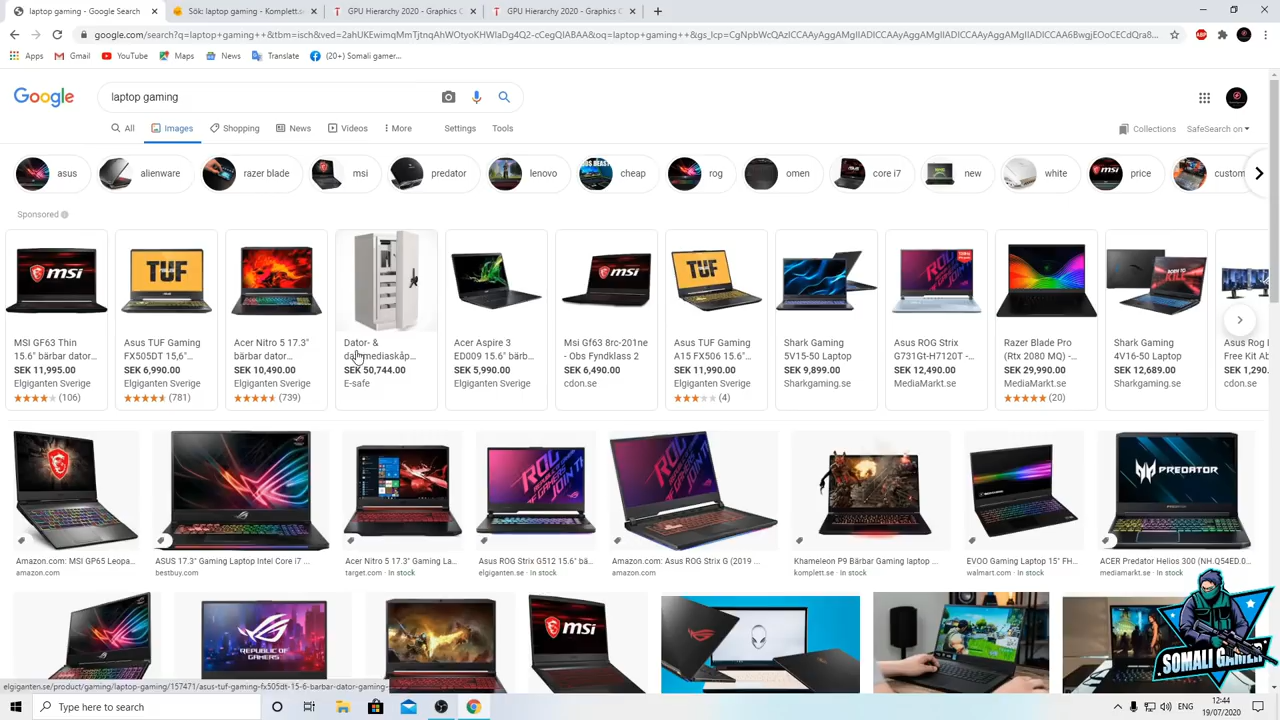 laptop gaming - Google Search
Sök: laptop gaming - Komplett.s
GPU Hierarchy 2020 - Graphics C
GPU Hierarchy 2020 - Graphics C
Apps
Gmail
YouTube
Maps
News
Translate
(20+) Somali gamer...
Google
laptop gaming
All
Images
Shopping
News
Videos
More
Settings
Tools
Collections
SafeSearch on
asus
alienware
razer blade
msi
predator
lenovo
cheap
rog
omen
core i7
new
white
price
custom
Sponsored
MSI GF63 Thin
15.6" bärbar dator...
SEK 11,995.00
Elgiganten Sverige
(106)
Asus TUF Gaming
FX505DT 15,6"...
SEK 6,990.00
Elgiganten Sverige
(781)
Acer Nitro 5 17.3"
bärbar dator...
SEK 10,490.00
Elgiganten Sverige
(739)
Dator- &
SEK 50,744.00
E-safe
Acer Aspire 3
ED009 15.6" bärb...
SEK 5,990.00
Elgiganten Sverige
Msi Gf63 8rc-201ne
- Obs Fyndklass 2
SEK 6,490.00
cdon.se
Asus TUF Gaming
A15 FX506 15.6"...
SEK 11,990.00
Elgiganten Sverige
(4)
Shark Gaming
5V15-50 Laptop
SEK 9,899.00
Sharkgaming.se
Asus ROG Strix
G731Gt-H7120T -...
SEK 12,490.00
MediaMarkt.se
Razer Blade Pro
(Rtx 2080 MQ) -...
SEK 29,990.00
MediaMarkt.se
(20)
Shark Gaming
4V16-50 Laptop
SEK 12,689.00
Sharkgaming.se
Asus Rog
Free Kit Ab
SEK 1,290.
cdon.se
Amazon.com: MSI GP65 Leopa...
amazon.com
ASUS 17.3" Gaming Laptop Intel Core i7 ...
bestbuy.com
Acer Nitro 5 17.3" Gaming La...
target.com · In stock
Asus ROG Strix G512 15.6" bä...
elgiganten.se · In stock
Amazon.com: Asus ROG Strix G (2019 ...
amazon.com
Khameleon P9 Bärbar Gaming laptop ...
komplett.se · In stock
EVOO Gaming Laptop 15" FH...
walmart.com · In stock
ACER Predator Helios 300 (NH.Q54ED.0...
mediamarkt.se · In stock
PREDATOR
REPUBLIC OF
GAMERS
msi
SOMALI GAMER
elgiganten.se/product/gaming/laptop-gaming/157471/asus-tuf-gaming-fx505dt-15-6-barbar-dator-gaming-
Type here to search
ENG
12:44
19/07/2020